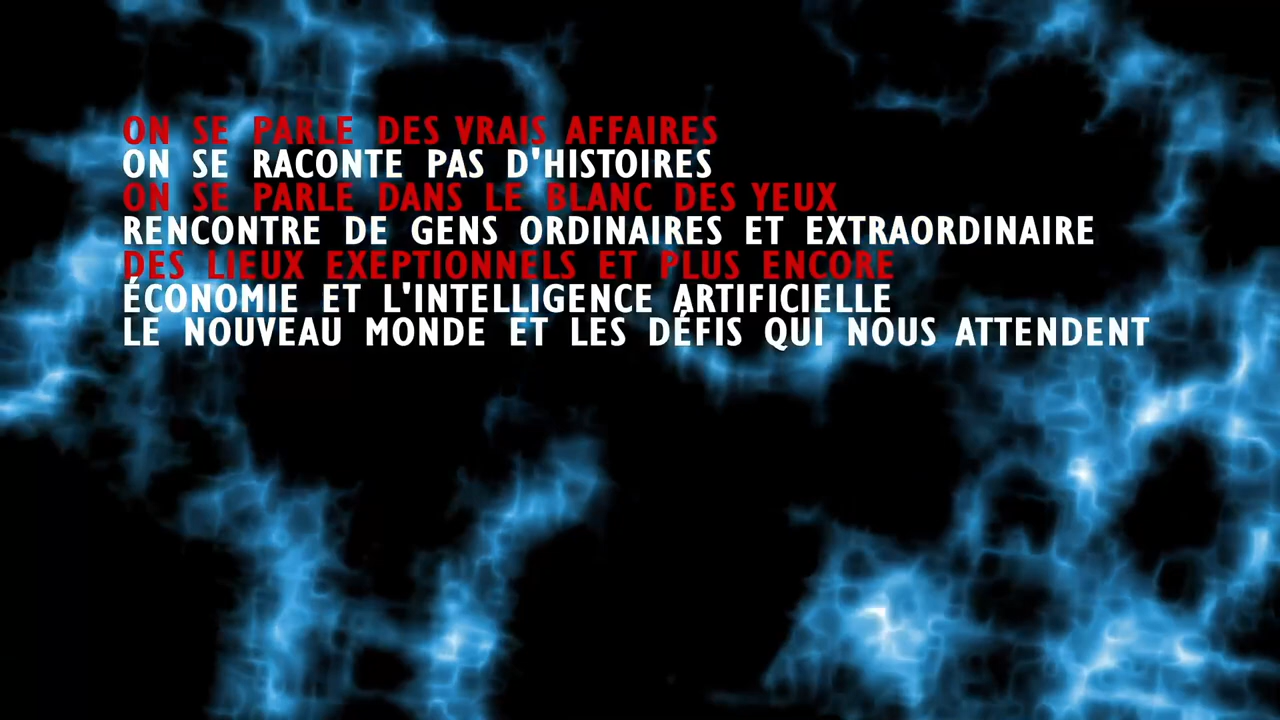 ON SE PARLE DES VRAIS AFFAIRES
ON SE RACONTE PAS D'HISTOIRES
ON SE PARLE DANS LE BLANC DES YEUX
RENCONTRE DE GENS ORDINAIRES ET EXTRAORDINAIRE
DES LIEUX EXEPTIONNELS ET PLUS ENCORE
ÉCONOMIE ET L'INTELLIGENCE ARTIFICIELLE
LE NOUVEAU MONDE ET LES DÉFIS QUI NOUS ATTENDENT